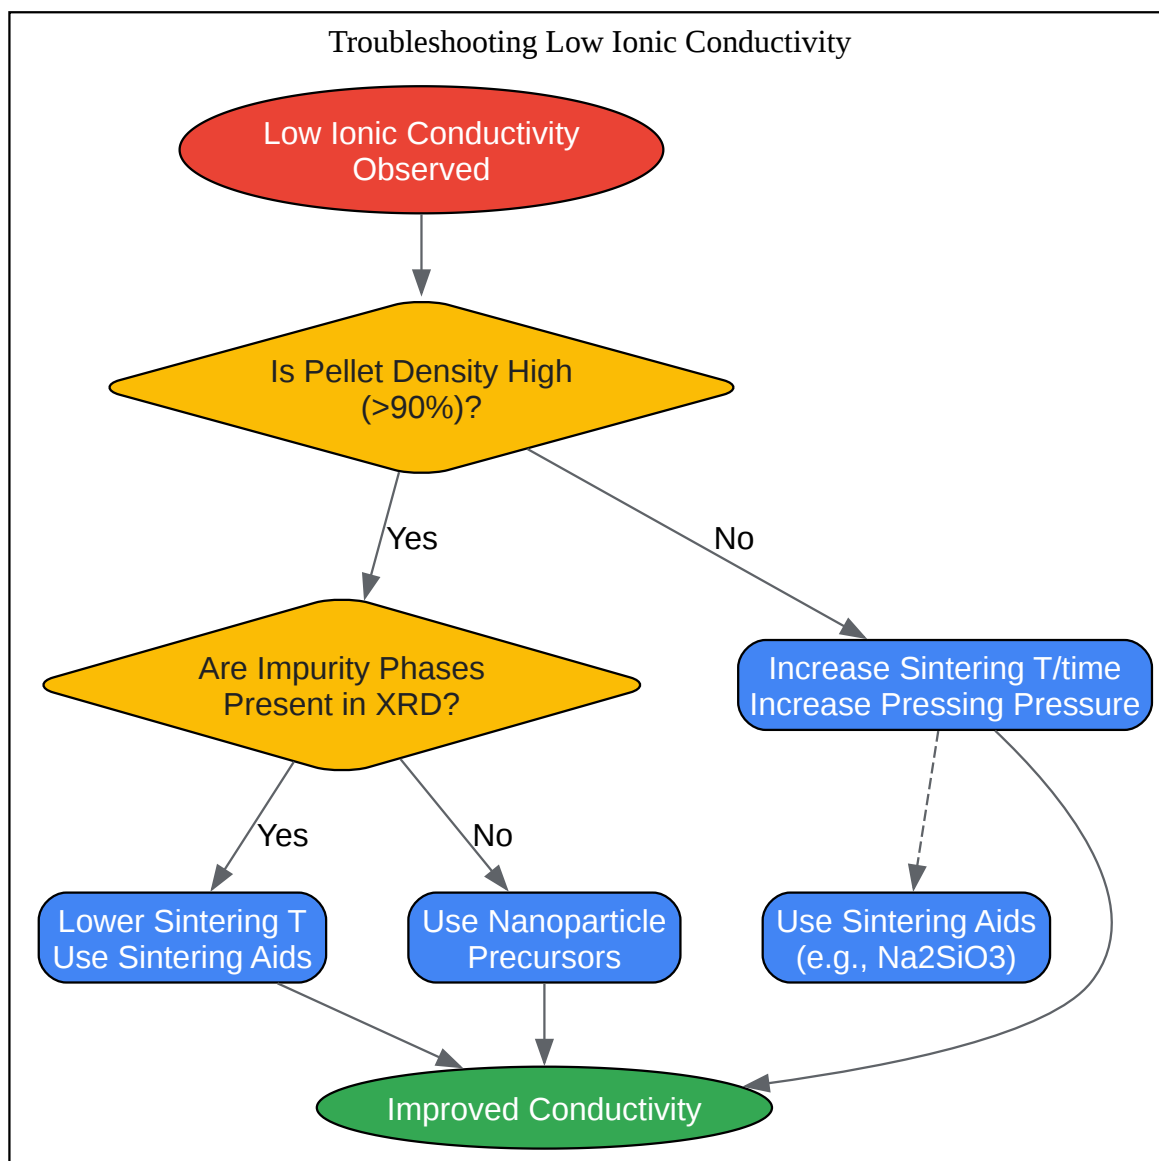 Troubleshooting Low Ionic Conductivity
Low Ionic Conductivity
Observed
Is Pellet Density High
(>90%)?
Yes
No
Are Impurity Phases
Present in XRD?
Increase Sintering T/time
Increase Pressing Pressure
Yes
No
Lower Sintering T
Use Sintering Aids
Use Nanoparticle
Precursors
Use Sintering Aids
(e.g., Na2SiO3)
Improved Conductivity